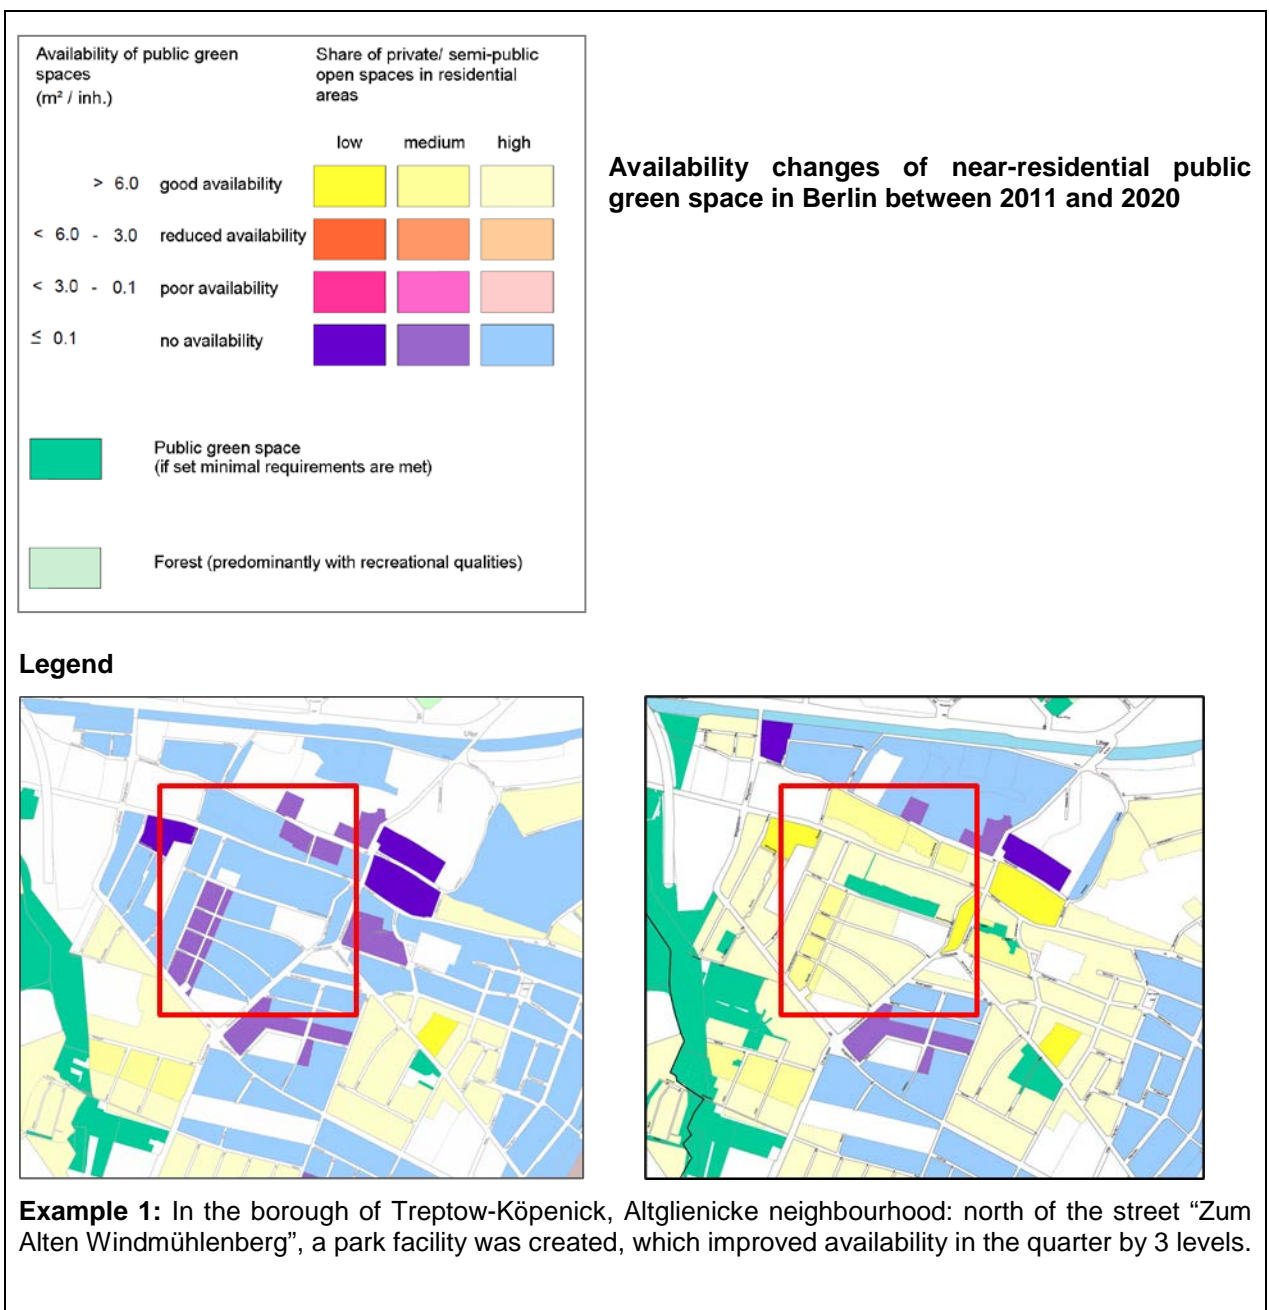 Availability of public green
spaces
(m² / inh.)
Share of private/ semi-public
open spaces in residential
areas
low medium high
> 6.0 good availability
< 6.0 - 3.0 reduced availability
< 3.0 - 0.1 poor availability
≤ 0.1 no availability
Public green space
(if set minimal requirements are met)
Forest (predominantly with recreational qualities)
Availability changes of near-residential public
green space in Berlin between 2011 and 2020
Legend
Ufer
Ufer
Example 1: In the borough of Treptow-Köpenick, Altglienicke neighbourhood: north of the street “Zum
Alten Windmühlenberg”, a park facility was created, which improved availability in the quarter by 3 levels.